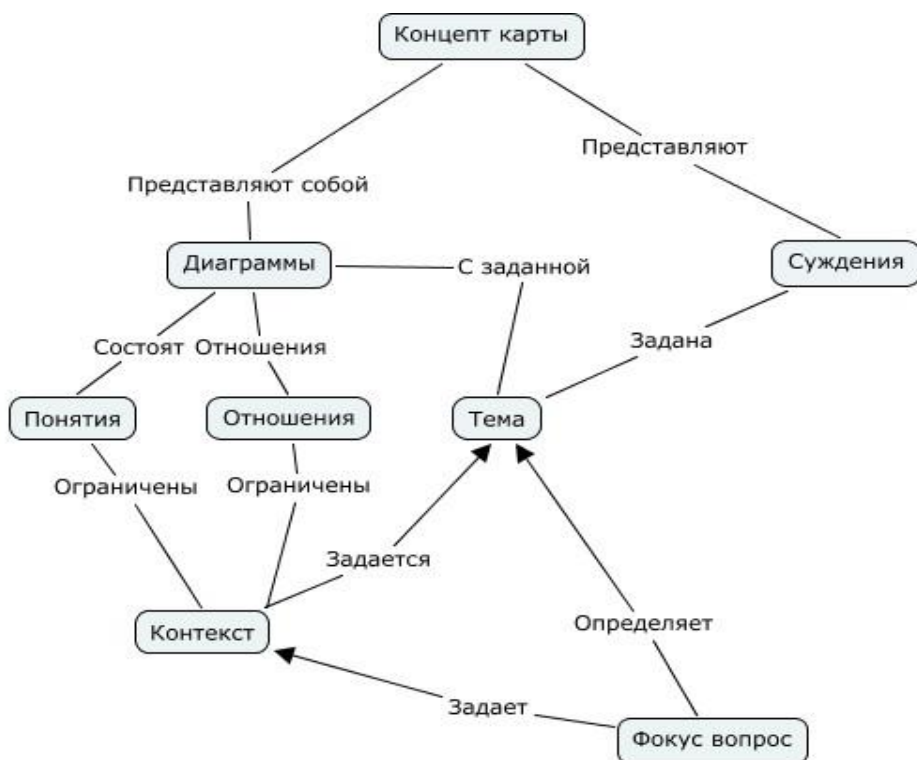 Концепт карты
Представляют
Представляют собой
Диаграммы
С заданной
Суждения
Состоят
Отношения
Задана
Понятия
Отношения
Тема
Ограничены
Ограничены
Задается
Контекст
Определяет
Задает
Фокус вопрос